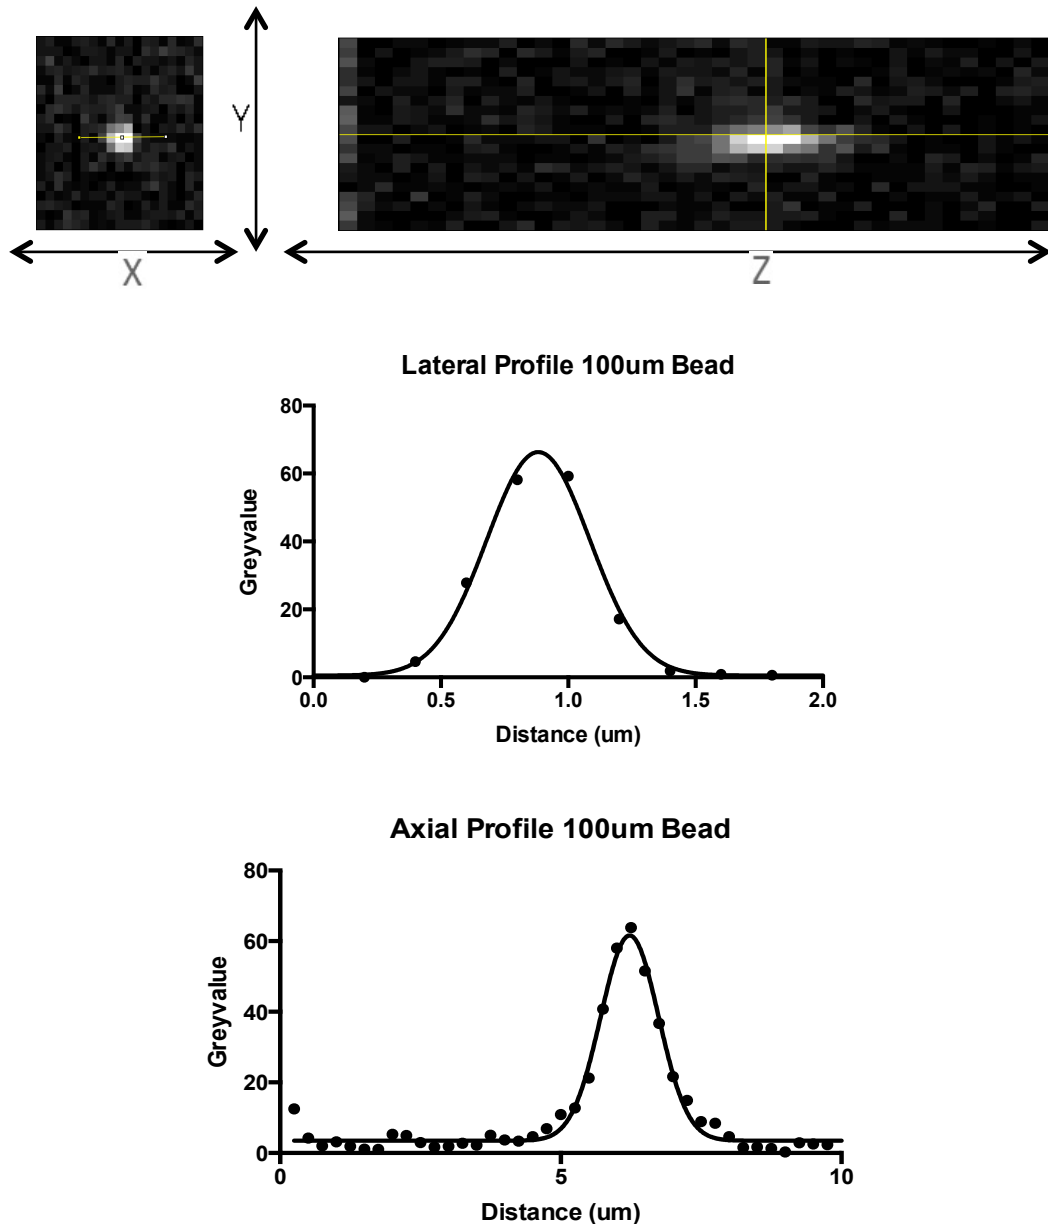 Y
X
Z
Lateral Profile 100um Bead
80
60
40
20
0
Greyvalue
0.0 0.5 1.0 1.5 2.0
Distance (um)
Axial Profile 100um Bead
80
60
40
20
0
Greyvalue
0 5 10
Distance (um)